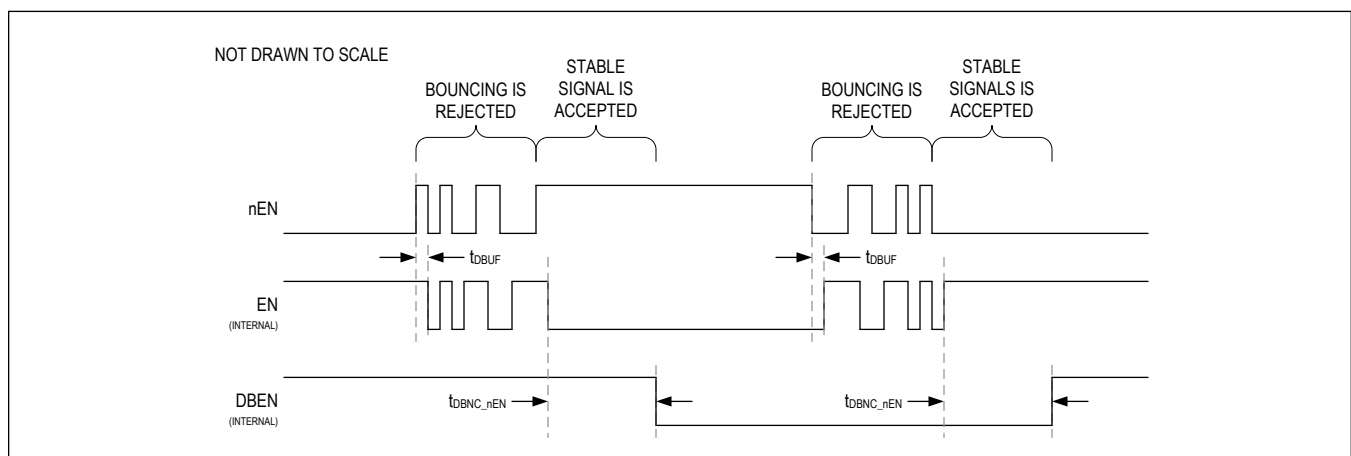 NOT DRAWN TO SCALE
BOUNCING IS
REJECTED
STABLE
SIGNAL IS
ACCEPTED
BOUNCING IS
REJECTED
STABLE
SIGNALS IS
ACCEPTED
nEN
tDBUF
tDBUF
EN
(INTERNAL)
DBEN
(INTERNAL)
tDBNC_nEN
tDBNC_nEN